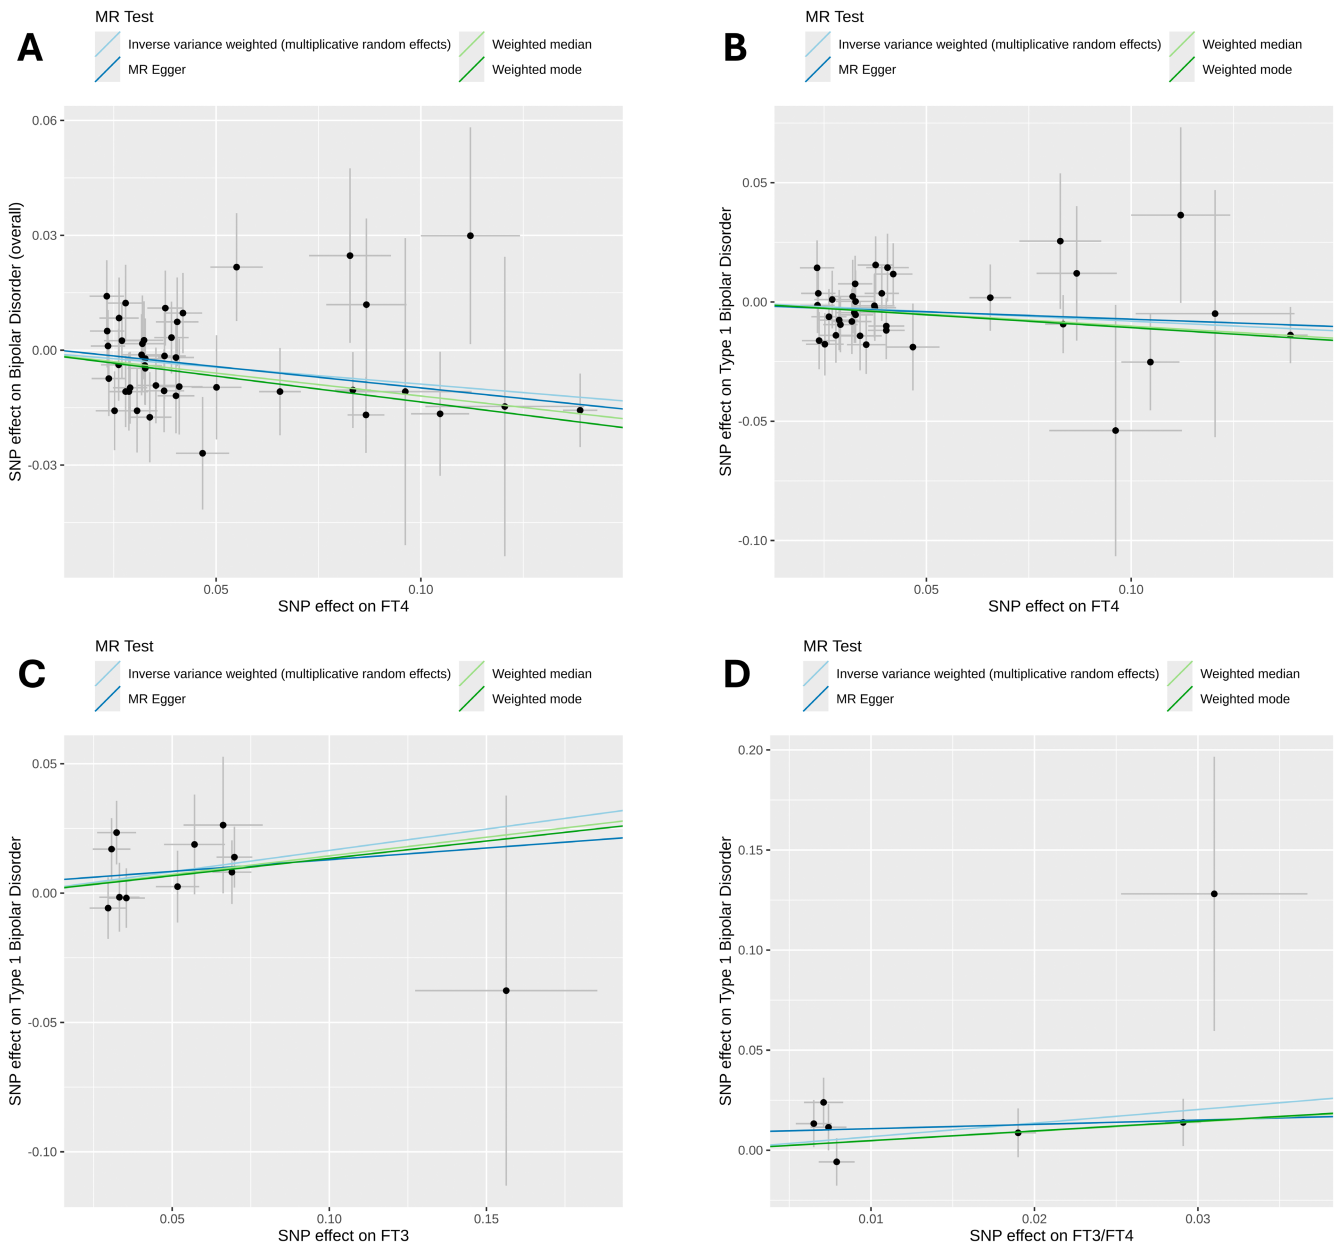 A
MR Test
Inverse variance weighted (multiplicative random effects)
Weighted median
MR Egger
Weighted mode
SNP effect on Bipolar Disorder (overall)
0.06
0.03
0.00
-0.03
0.05
0.10
SNP effect on FT4
B
MR Test
Inverse variance weighted (multiplicative random effects)
Weighted median
MR Egger
Weighted mode
SNP effect on Type 1 Bipolar Disorder
0.05
0.00
-0.05
-0.10
0.05
0.10
SNP effect on FT4
C
MR Test
Inverse variance weighted (multiplicative random effects)
Weighted median
MR Egger
Weighted mode
SNP effect on Type 1 Bipolar Disorder
0.05
0.00
-0.05
-0.10
0.05
0.10
0.15
SNP effect on FT3
D
MR Test
Inverse variance weighted (multiplicative random effects)
Weighted median
MR Egger
Weighted mode
SNP effect on Type 1 Bipolar Disorder
0.20
0.15
0.10
0.05
0.00
0.01
0.02
0.03
SNP effect on FT3/FT4